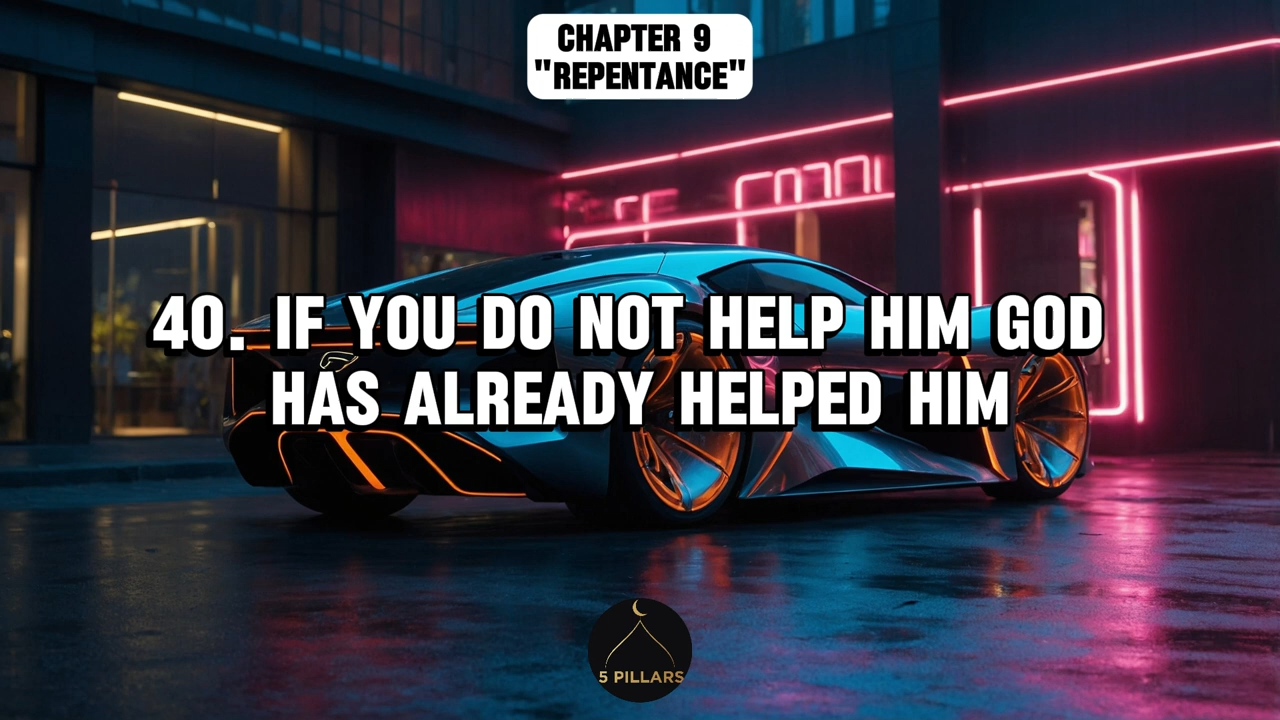 CHAPTER 9
"REPENTANCE"
40. IF YOU DO NOT HELP HIM GOD
HAS ALREADY HELPED HIM
5 PILLARS